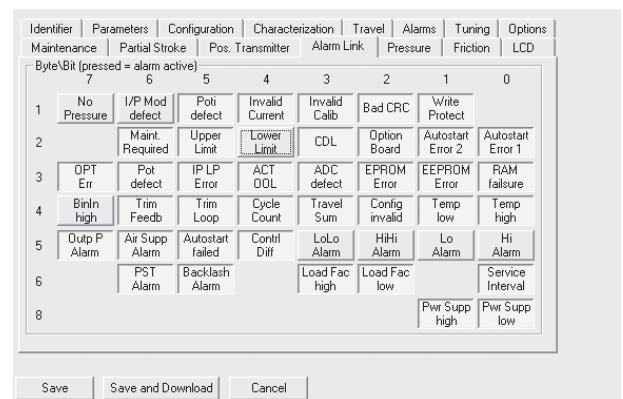 Identifier Parameters Configuration Characterization Travel Alarms Tuning Options
Maintenance Partial Stroke Pos. Transmitter Alarm Link Pressure Friction LCD
Byte\Bit (pressed = alarm active)
7 6 5 4 3 2 1 0
1 No Pressure I/P Mod defect Poti defect Invalid Current Invalid Calib Bad CRC Write Protect
2 Maint. Required Upper Limit Lower Limit CDL Option Board Autostart Error 2 Autostart Error 1
3 OPT Err Pot defect IP LP Error ACT OOL ADC defect EPROM Error EEPROM Error RAM failsure
4 BinIn high Trim Feedb Trim Loop Cycle Count Travel Sum Config invalid Temp low Temp high
5 Outp P Alarm Air Supp Alarm Autostart failed Contrl Diff LoLo Alarm HiHi Alarm Lo Alarm Hi Alarm
6 PST Alarm Backlash Alarm Load Fac high Load Fac low Service Interval
8 Pwr Supp high Pwr Supp low
Save Save and Download Cancel